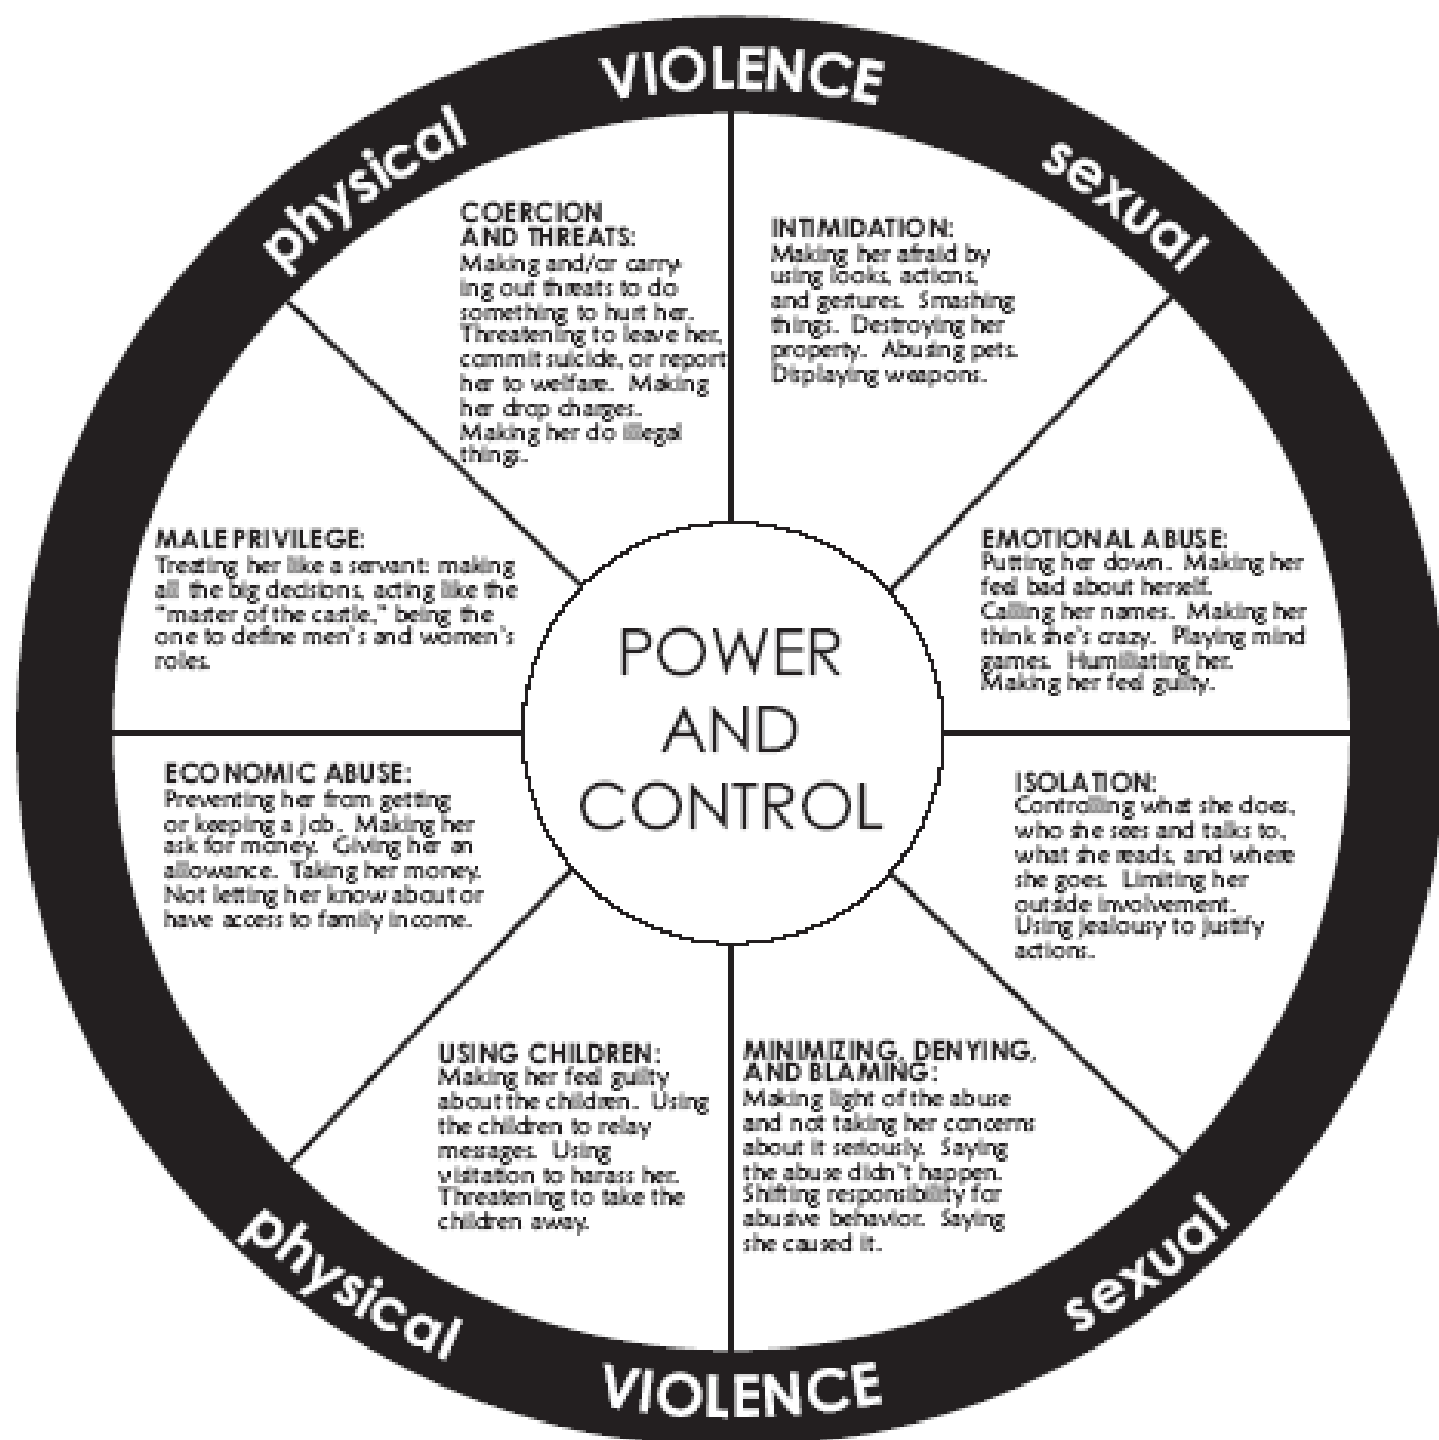 VIOLENCE
physical
sexual
COERCION
AND THREATS:
Making and/or carry-
ing out threats to do
something to hurt her.
Threatening to leave her,
commit suicide, or report
her to welfare. Making
her drop charges.
Making her do illegal
things.
INTIMIDATION:
Making her afraid by
using looks, actions,
and gestures. Smashing
things. Destroying her
property. Abusing pets.
Displaying weapons.
MALE PRIVILEGE:
Treating her like a servant: making
all the big decisions, acting like the
"master of the castle," being the
one to define men's and women's
roles.
EMOTIONAL ABUSE:
Putting her down. Making her
feel bad about herself.
Calling her names. Making her
think she's crazy. Playing mind
games. Humiliating her.
Making her feel guilty.
POWER
AND
CONTROL
ECONOMIC ABUSE:
Preventing her from getting
or keeping a job. Making her
ask for money. Giving her an
allowance. Taking her money.
Not letting her know about or
have access to family income.
ISOLATION:
Controlling what she does,
who she sees and talks to,
what she reads, and where
she goes. Limiting her
outside involvement.
Using jealousy to justify
actions.
USING CHILDREN:
Making her feel guilty
about the children. Using
the children to relay
messages. Using
visitation to harass her.
Threatening to take the
children away.
MINIMIZING, DENYING,
AND BLAMING:
Making light of the abuse
and not taking her concerns
about it seriously. Saying
the abuse didn't happen.
Shifting responsibility for
abusive behavior. Saying
she caused it.
physical
sexual
VIOLENCE